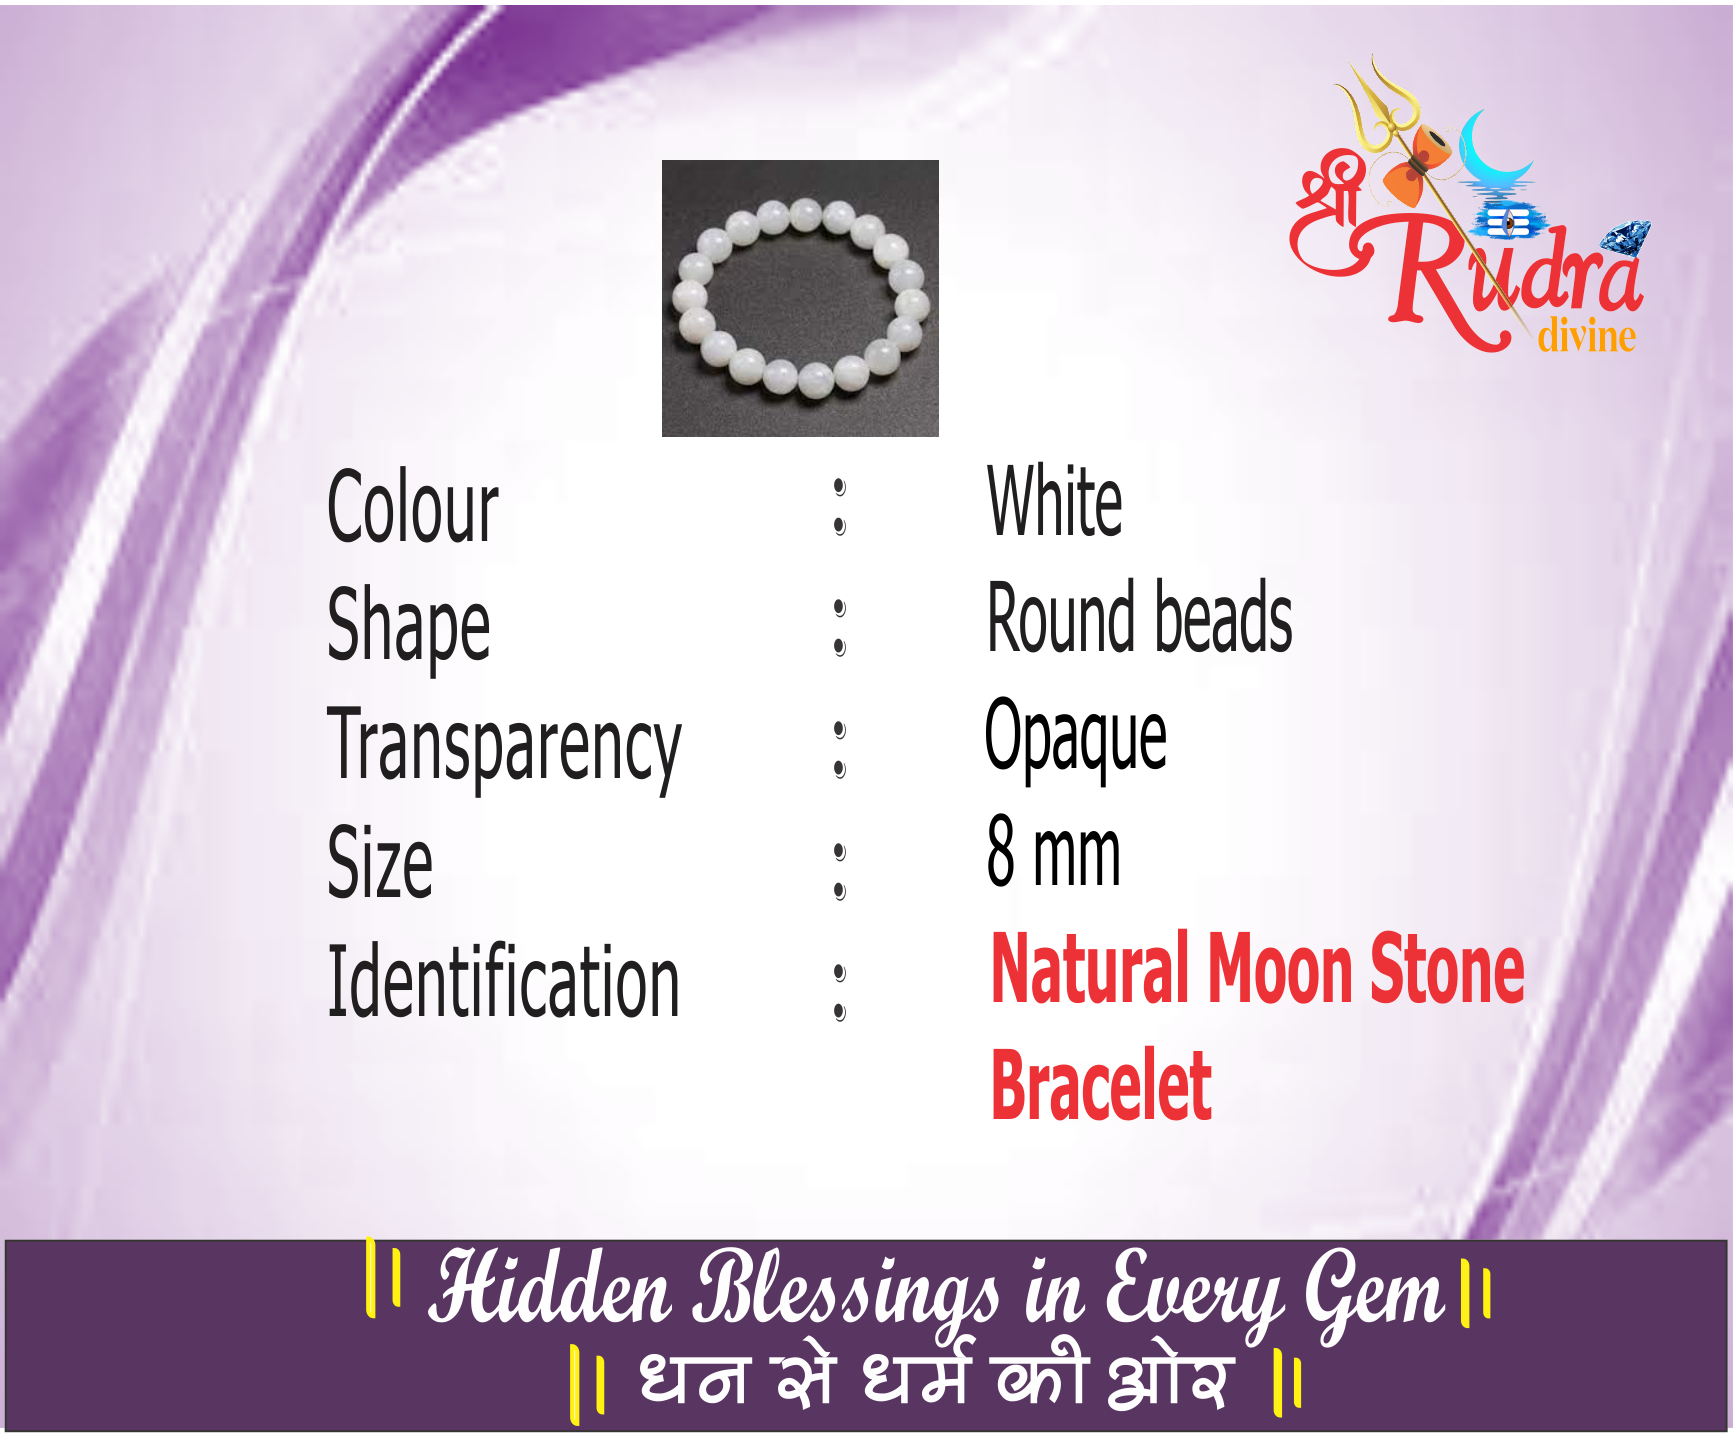 श्री
Rudra
divine
Colour : White
Shape : Round beads
Transparency : Opaque
Size : 8 mm
Identification : Natural Moon Stone
Bracelet
|| Hidden Blessings in Every Gem ||
|| धन से धर्म की ओर ||